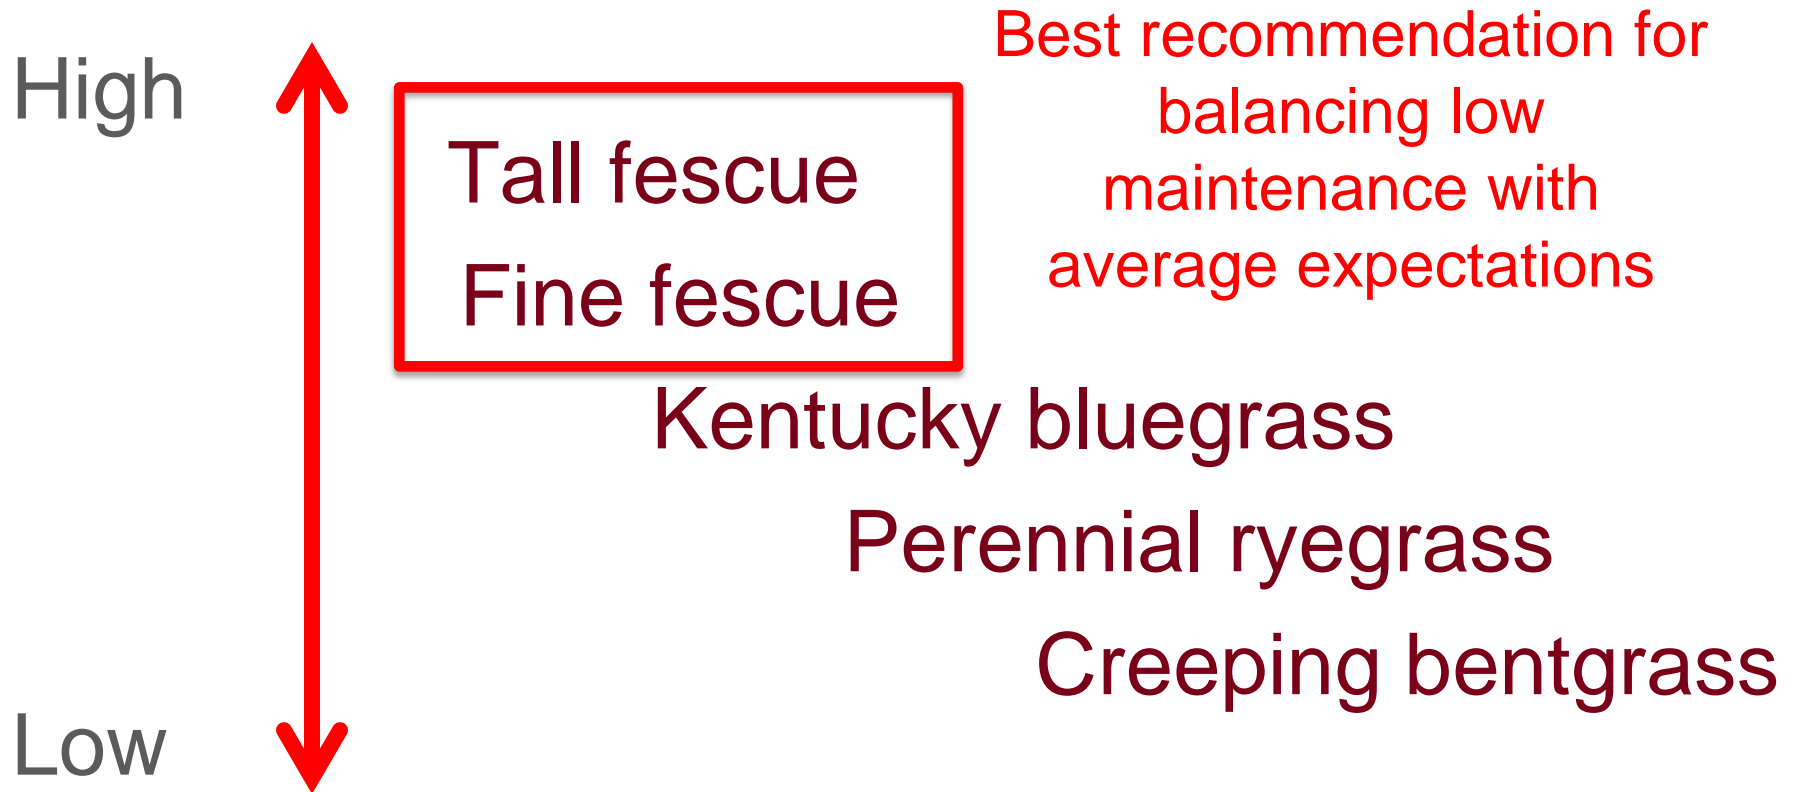 High
Best recommendation for
balancing low
maintenance with
average expectations
Tall fescue
Fine fescue
Kentucky bluegrass
Perennial ryegrass
Creeping bentgrass
Low